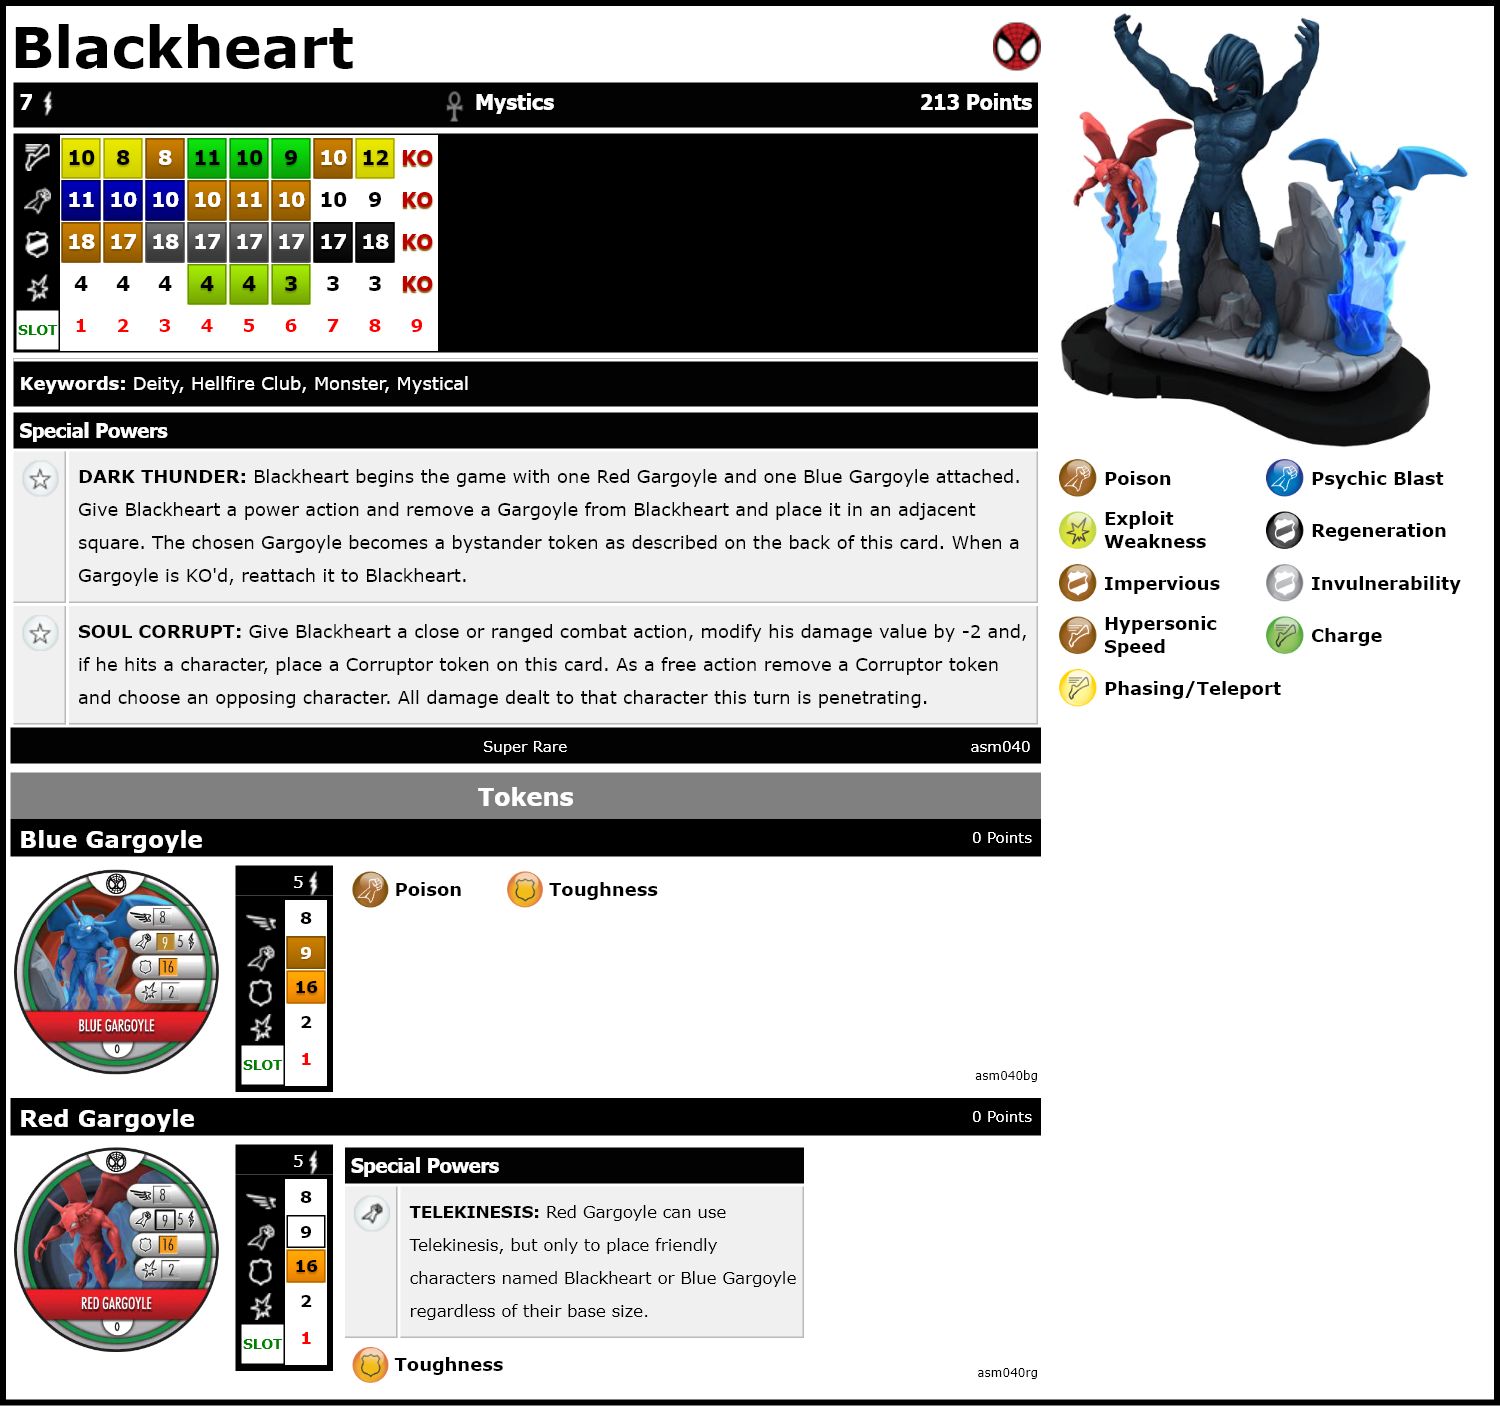 Blackheart
7 Mystics 213 Points
10 8 8 11 10 9 10 12 KO
11 10 10 10 11 10 10 9 KO
18 17 18 17 17 17 17 18 KO
4 4 4 4 4 3 3 3 KO
SLOT 1 2 3 4 5 6 7 8 9
Keywords: Deity, Hellfire Club, Monster, Mystical
Special Powers
DARK THUNDER: Blackheart begins the game with one Red Gargoyle and one Blue Gargoyle attached.
Give Blackheart a power action and remove a Gargoyle from Blackheart and place it in an adjacent
square. The chosen Gargoyle becomes a bystander token as described on the back of this card. When a
Gargoyle is KO'd, reattach it to Blackheart.
SOUL CORRUPT: Give Blackheart a close or ranged combat action, modify his damage value by -2 and,
if he hits a character, place a Corruptor token on this card. As a free action remove a Corruptor token
and choose an opposing character. All damage dealt to that character this turn is penetrating.
Super Rare asm040
Poison Psychic Blast
Exploit
Weakness
Regeneration
Impervious Invulnerability
Hypersonic
Speed
Charge
Phasing/Teleport
Tokens
Blue Gargoyle 0 Points
8
9 5
16
2
BLUE GARGOYLE
0
5
8
9
16
2
SLOT 1
Poison Toughness
asm040bg
Red Gargoyle 0 Points
8
9 5
16
2
RED GARGOYLE
0
5
8
9
16
2
SLOT 1
Special Powers
TELEKINESIS: Red Gargoyle can use
Telekinesis, but only to place friendly
characters named Blackheart or Blue Gargoyle
regardless of their base size.
Toughness
asm040rg